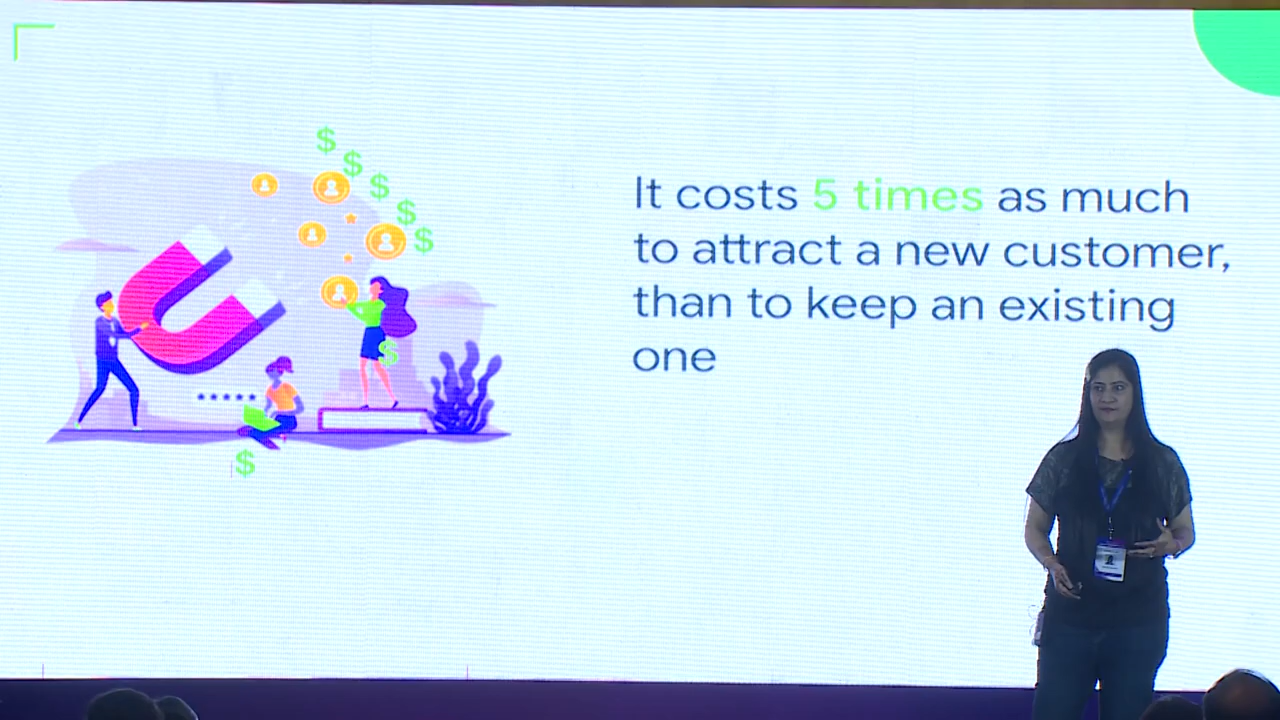 It costs 5 times as much
to attract a new customer,
than to keep an existing
one
$
$
$
$
$
$
$